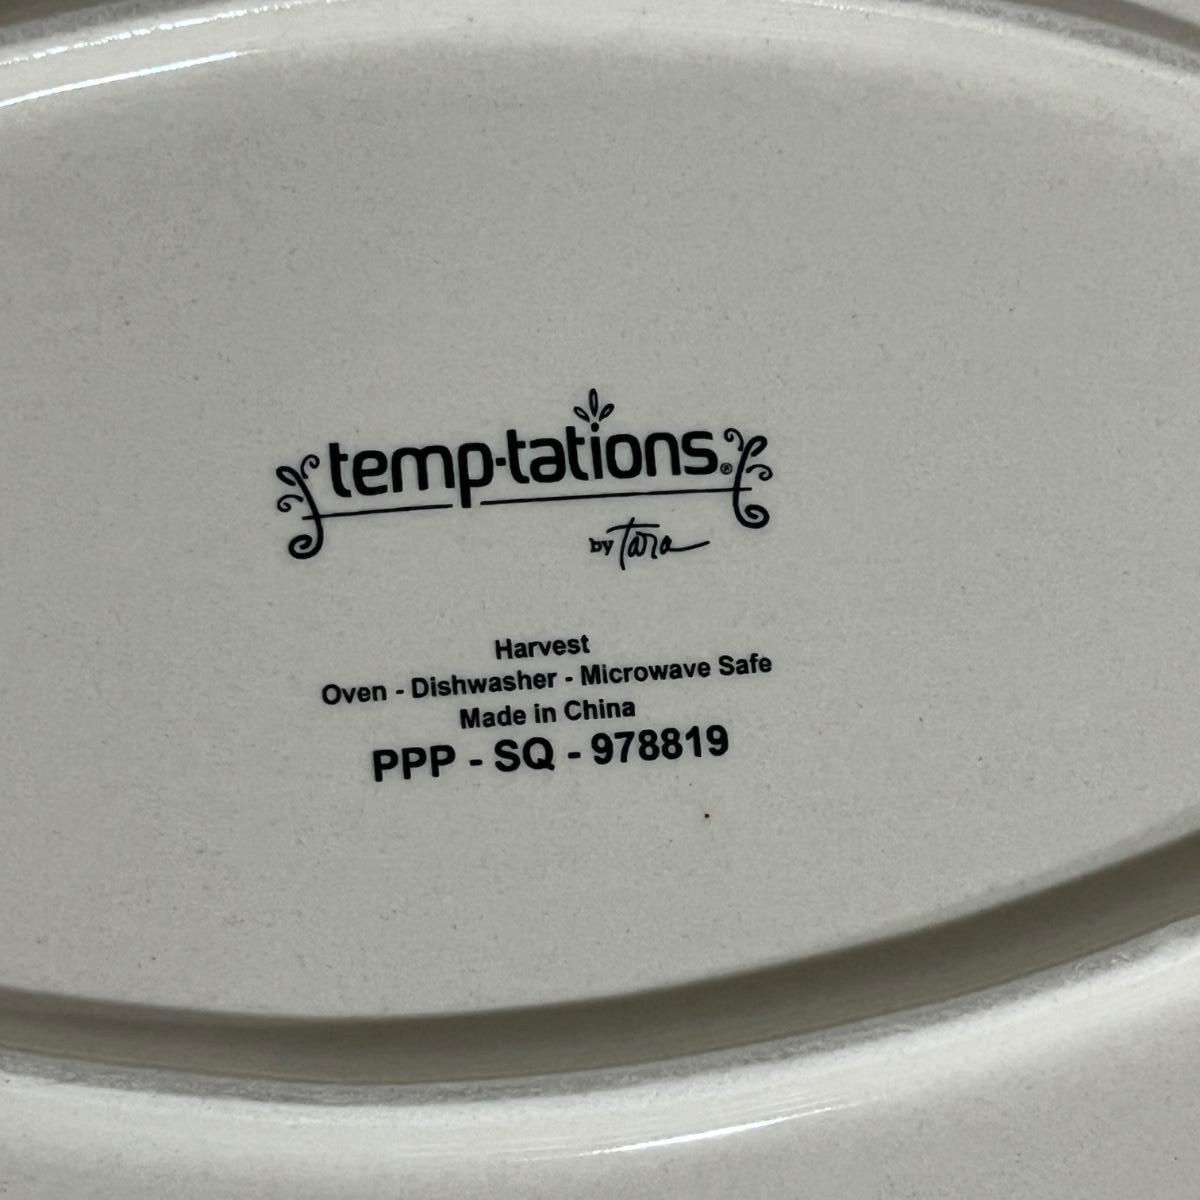 temp·tations®
by Tara
Harvest
Oven - Dishwasher - Microwave Safe
Made in China
PPP - SQ - 978819